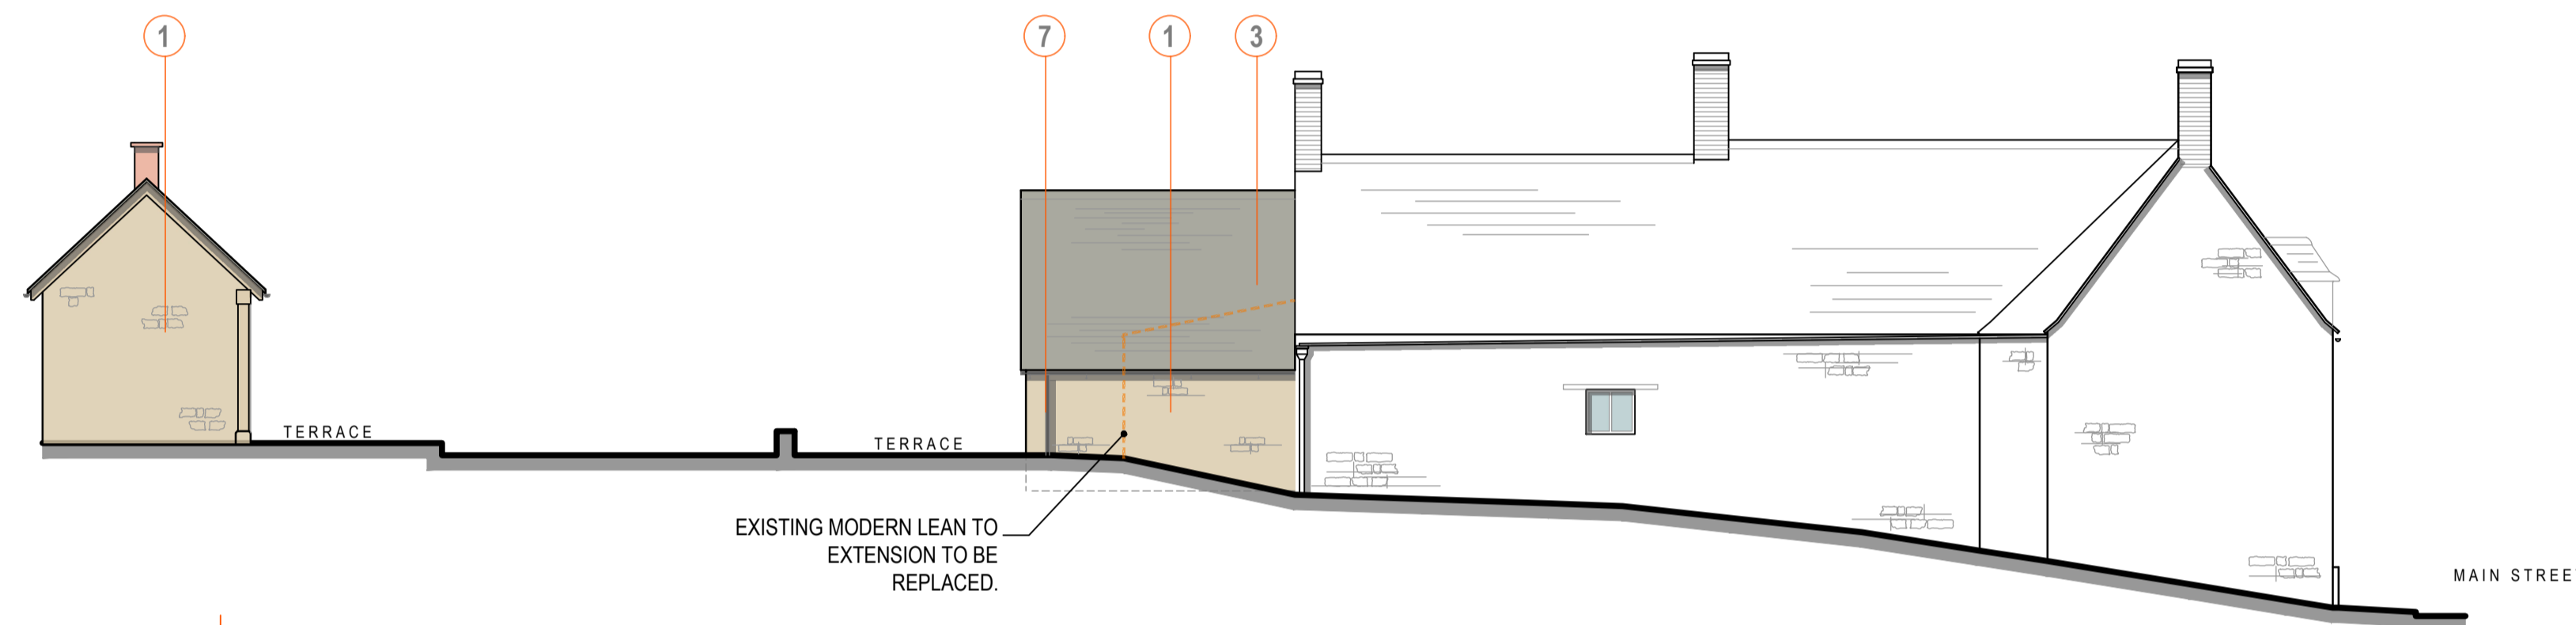 1
7
1
3
TERRACE
TERRACE
EXISTING MODERN LEAN TO
EXTENSION TO BE
REPLACED.
MAIN STREE